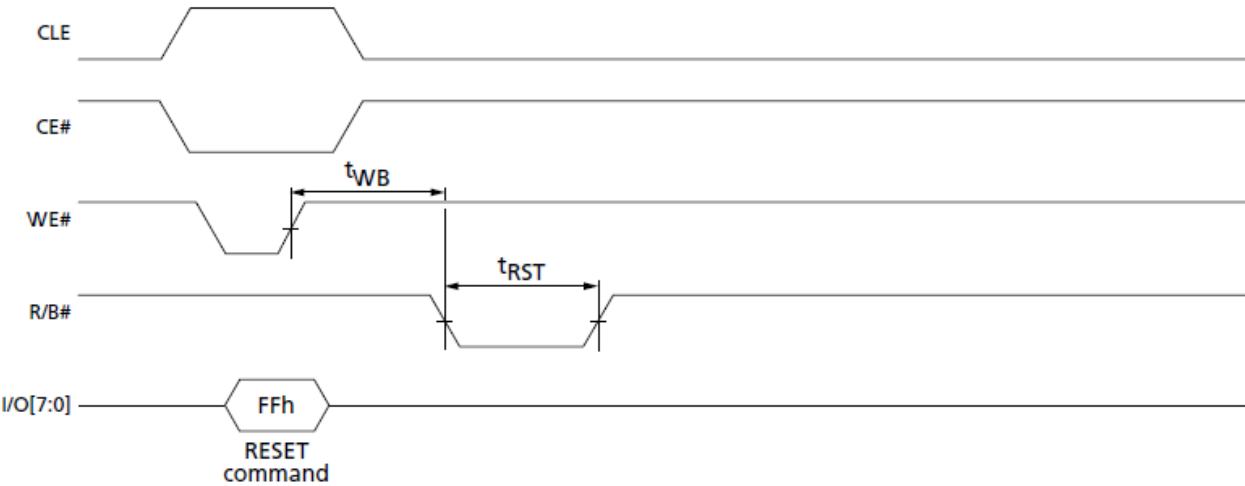 CLE
CE#
tWB
WE#
tRST
R/B#
I/O[7:0]
FFh
RESET
command